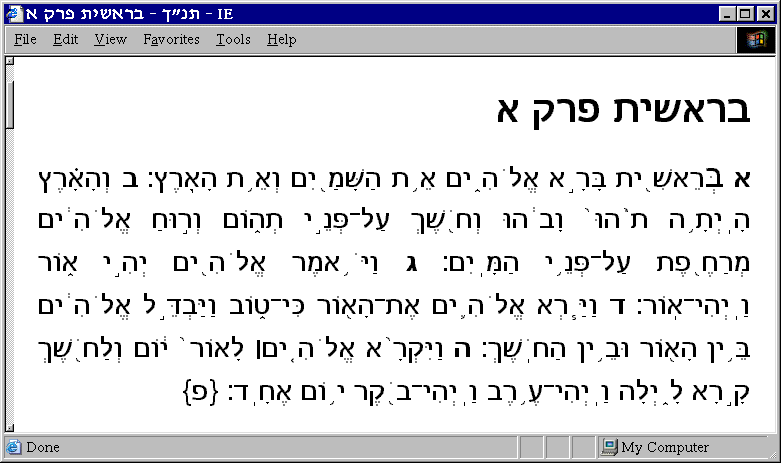 תנ״ך - בראשית פרק א - IE
File Edit View Favorites Tools Help
בראשית פרק א
א בְּרֵאשִׁ֖ית בָּרָ֣א אֱלֹהִ֑ים אֵ֥ת הַשָּׁמַ֖יִם וְאֵ֥ת הָאָֽרֶץ׃ ב וְהָאָ֗רֶץ
הָיְתָ֥ה תֹ֙הוּ֙ וָבֹ֔הוּ וְחֹ֖שֶׁךְ עַל־פְּנֵ֣י תְה֑וֹם וְר֣וּחַ אֱלֹהִ֔ים
מְרַחֶ֖פֶת עַל־פְּנֵ֥י הַמָּֽיִם׃ ג וַיֹּ֥אמֶר אֱלֹהִ֖ים יְהִ֣י א֑וֹר
וַֽיְהִי־אֽוֹר׃ ד וַיַּ֧רְא אֱלֹהִ֛ים אֶת־הָא֖וֹר כִּי־ט֑וֹב וַיַּבְדֵּ֣ל אֱלֹהִ֔ים
בֵּ֥ין הָא֖וֹר וּבֵ֥ין הַחֹֽשֶׁךְ׃ ה וַיִּקְרָ֨א אֱלֹהִ֤ים׀ לָאוֹר֙ י֔וֹם וְלַחֹ֖שֶׁךְ
קָ֣רָא לָ֑יְלָה וַֽיְהִי־עֶ֥רֶב וַֽיְהִי־בֹ֖קֶר י֥וֹם אֶחָֽד׃ {פ}
Done My Computer